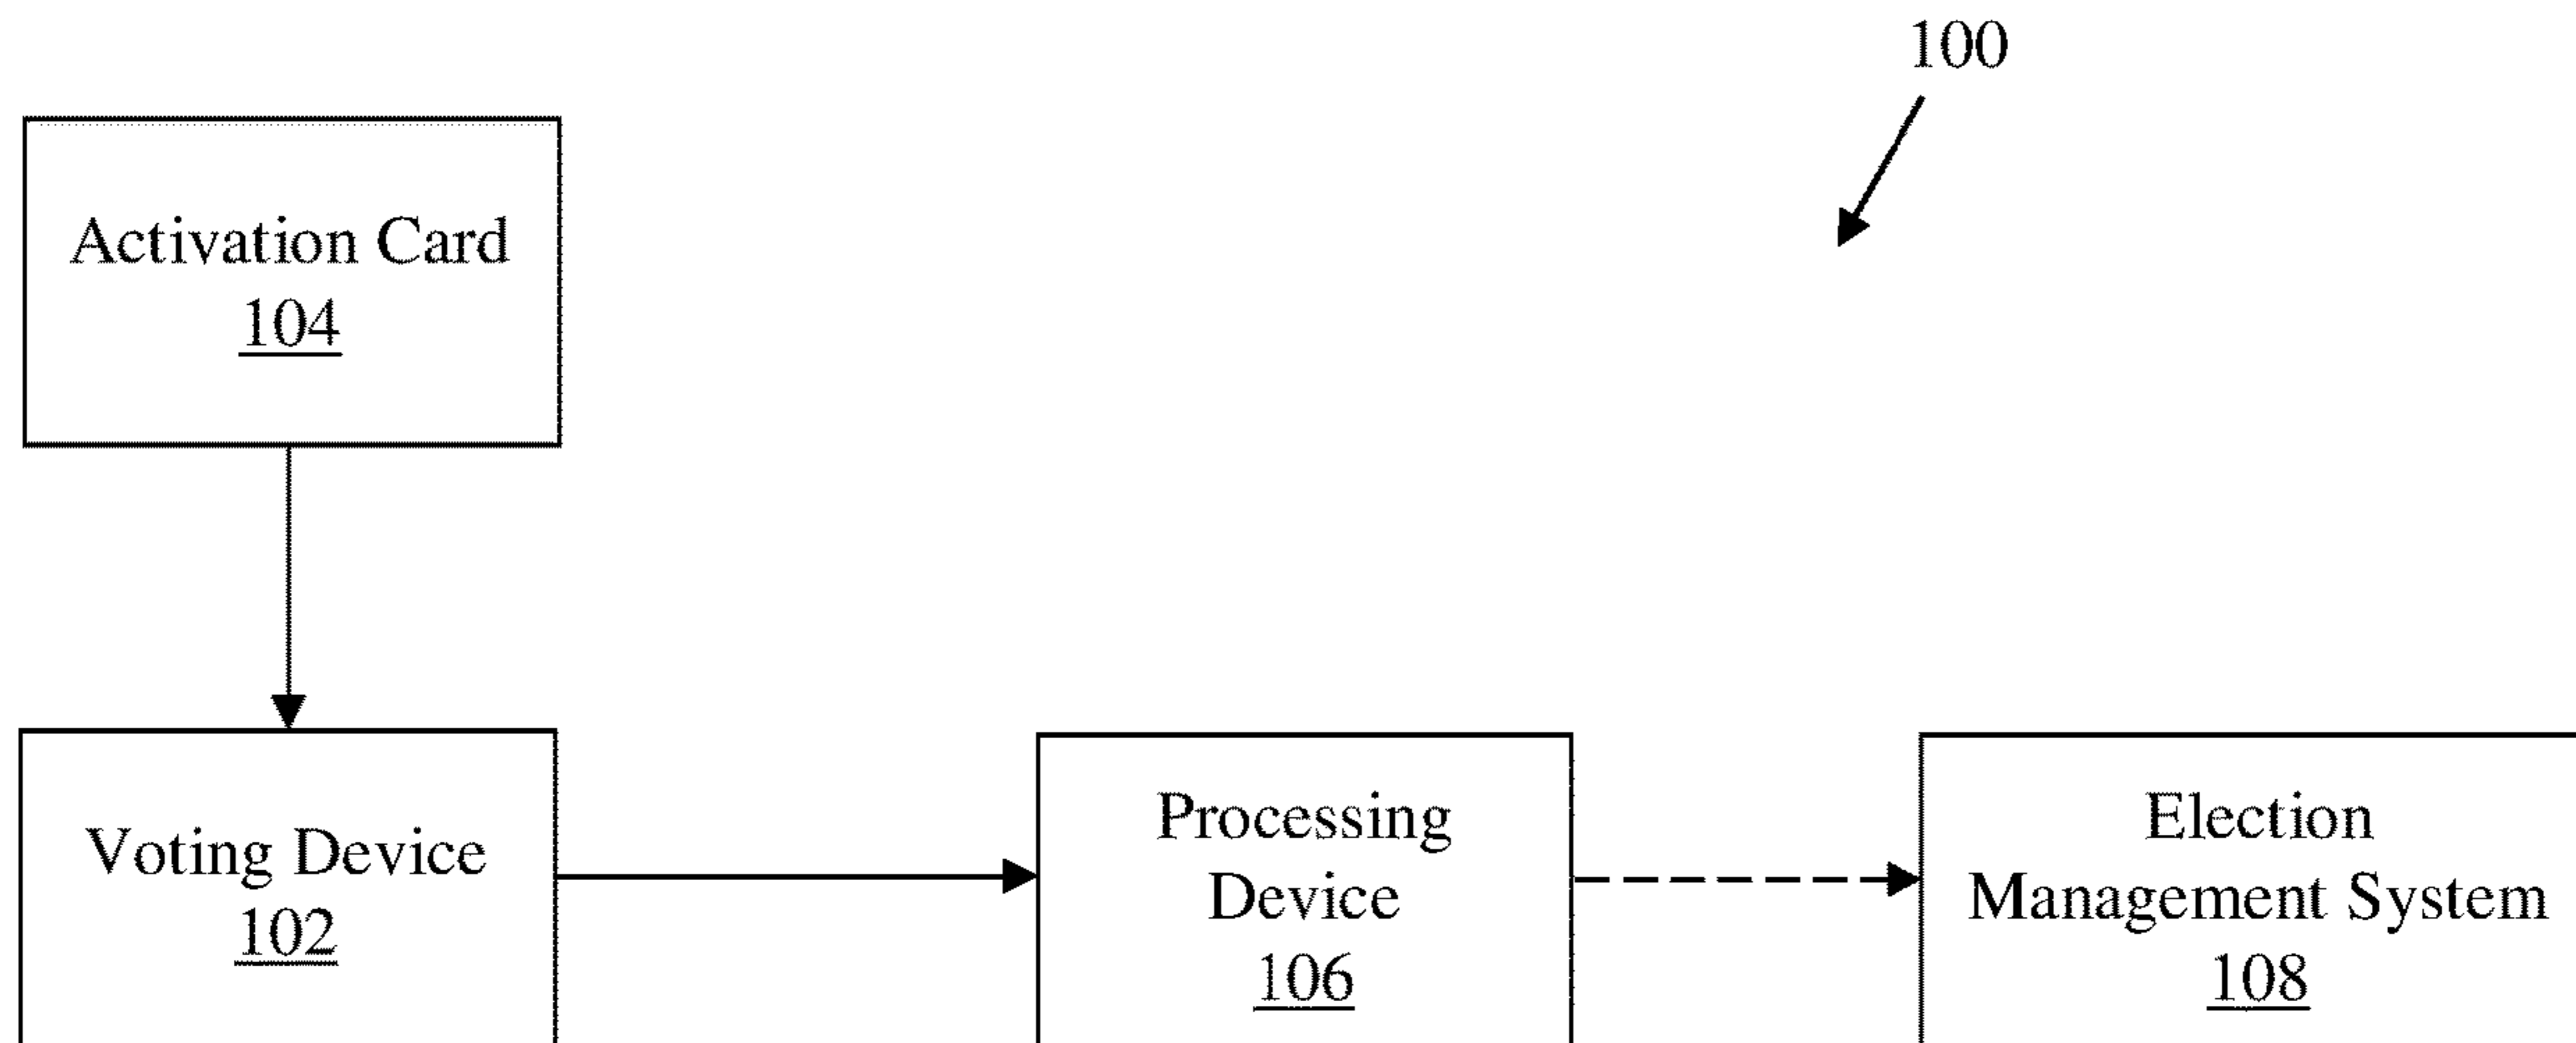 100
Activation Card
104
Voting Device
102
Processing
Device
106
Election
Management System
108